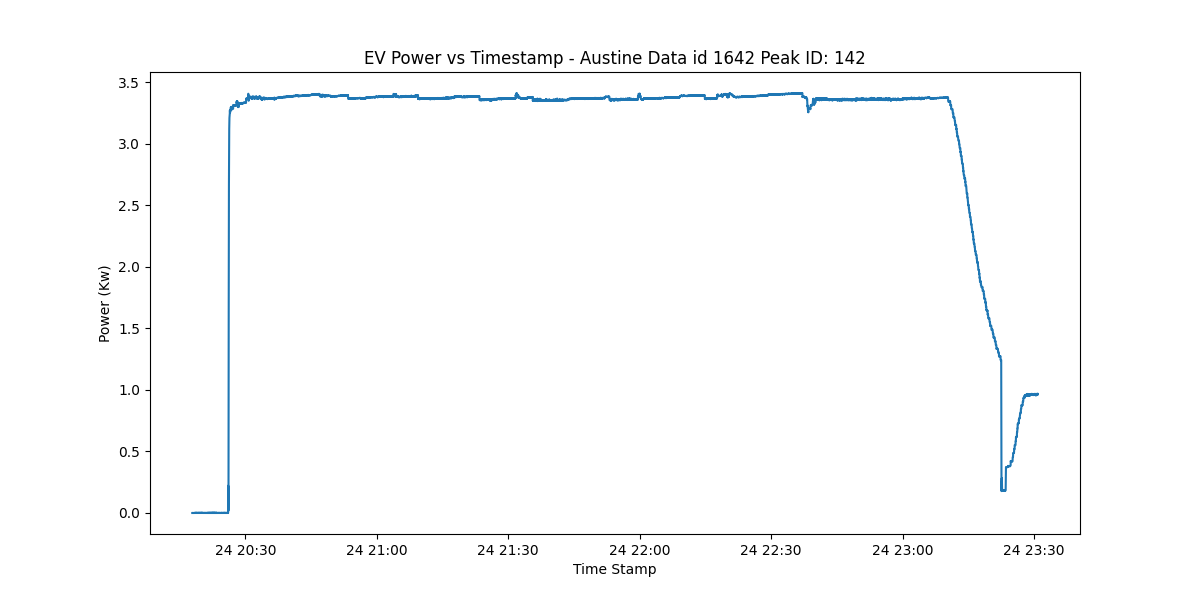 EV Power vs Timestamp - Austine Data id 1642 Peak ID: 142
3.5
3.0
2.5
2.0
1.5
1.0
0.5
0.0
Power (Kw)
24 20:30 24 21:00 24 21:30 24 22:00 24 22:30 24 23:00 24 23:30
Time Stamp